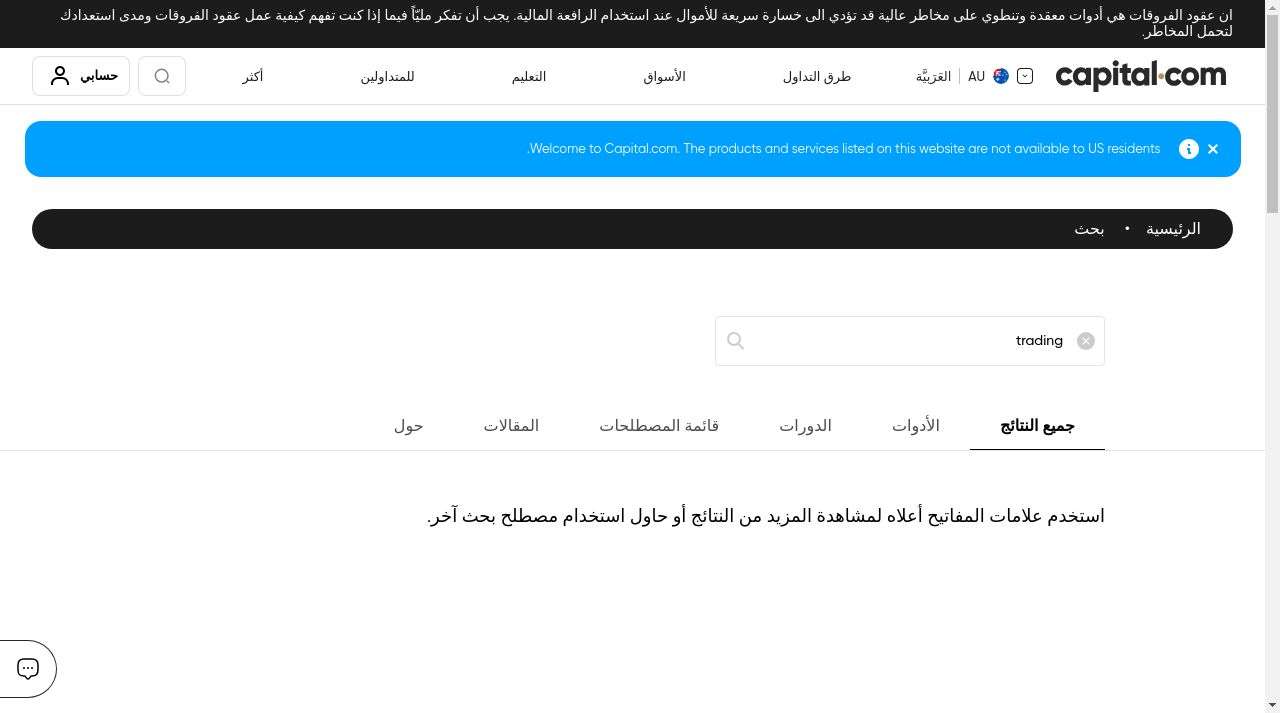 ان عقود الفروقات هي أدوات معقدة وتنطوي على مخاطر عالية قد تؤدي الى خسارة سريعة للأموال عند استخدام الرافعة المالية. يجب أن تفكر مليّاً فيما إذا كنت تفهم كيفية عمل عقود الفروقات ومدى استعدادك
لتحمل المخاطر.
capital.com
AU
العَرَبيَّة
طرق التداول
الأسواق
التعليم
للمتداولين
أكثر
حسابي
.Welcome to Capital.com. The products and services listed on this website are not available to US residents
الرئيسية • بحث
trading
جميع النتائج
الأدوات
الدورات
قائمة المصطلحات
المقالات
حول
استخدم علامات المفاتيح أعلاه لمشاهدة المزيد من النتائج أو حاول استخدام مصطلح بحث آخر.